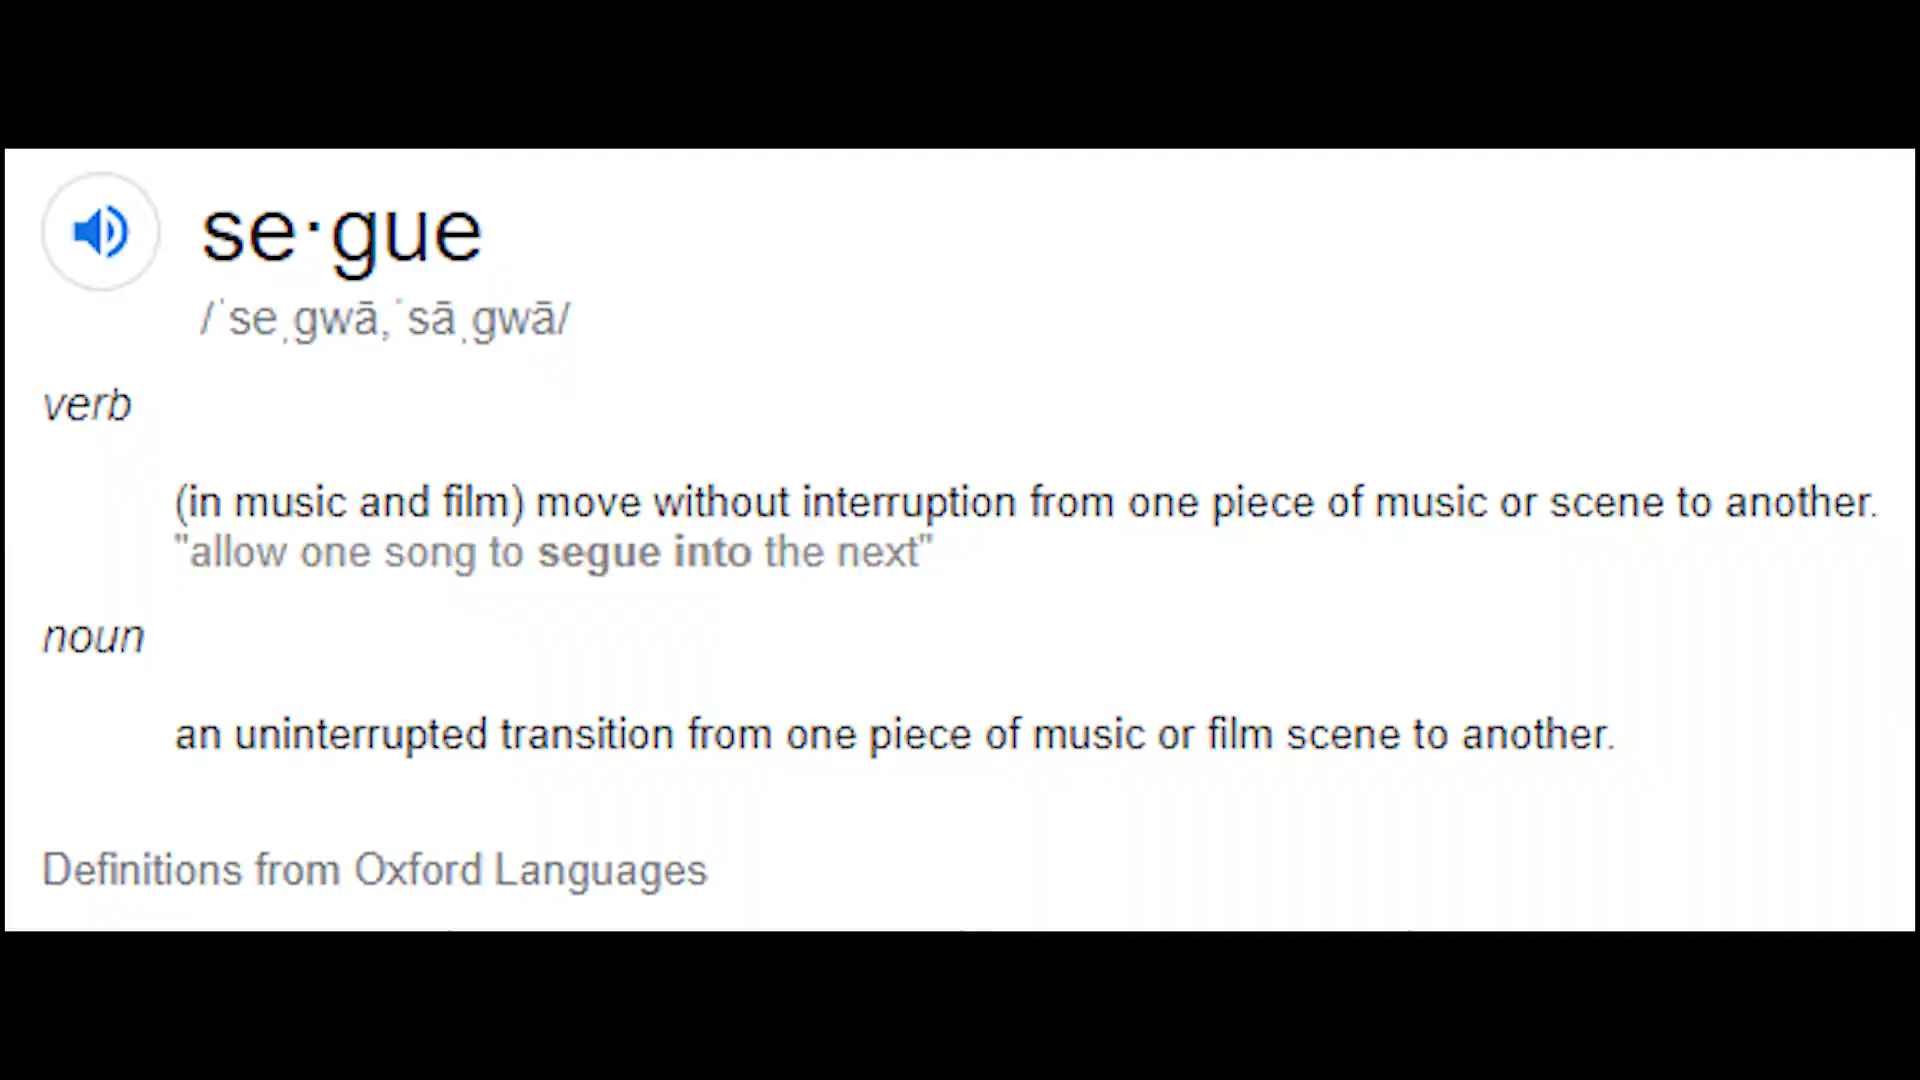 se·gue
/ˈseˌɡwā,ˈsāˌɡwā/
verb
(in music and film) move without interruption from one piece of music or scene to another.
"allow one song to segue into the next"
noun
an uninterrupted transition from one piece of music or film scene to another.
Definitions from Oxford Languages